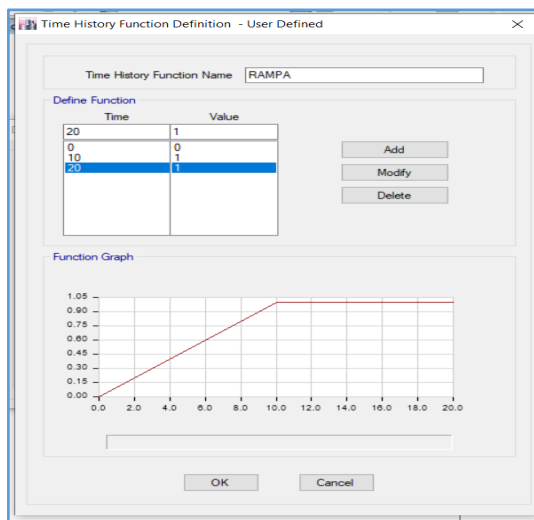 Time History Function Definition - User Defined
Time History Function Name RAMPA
Define Function
Time Value
20 1
0 0
10 1
20 1
Add
Modify
Delete
Function Graph
1.05
0.90
0.75
0.60
0.45
0.30
0.15
0.00
0.0 2.0 4.0 6.0 8.0 10.0 12.0 14.0 16.0 18.0 20.0
OK Cancel